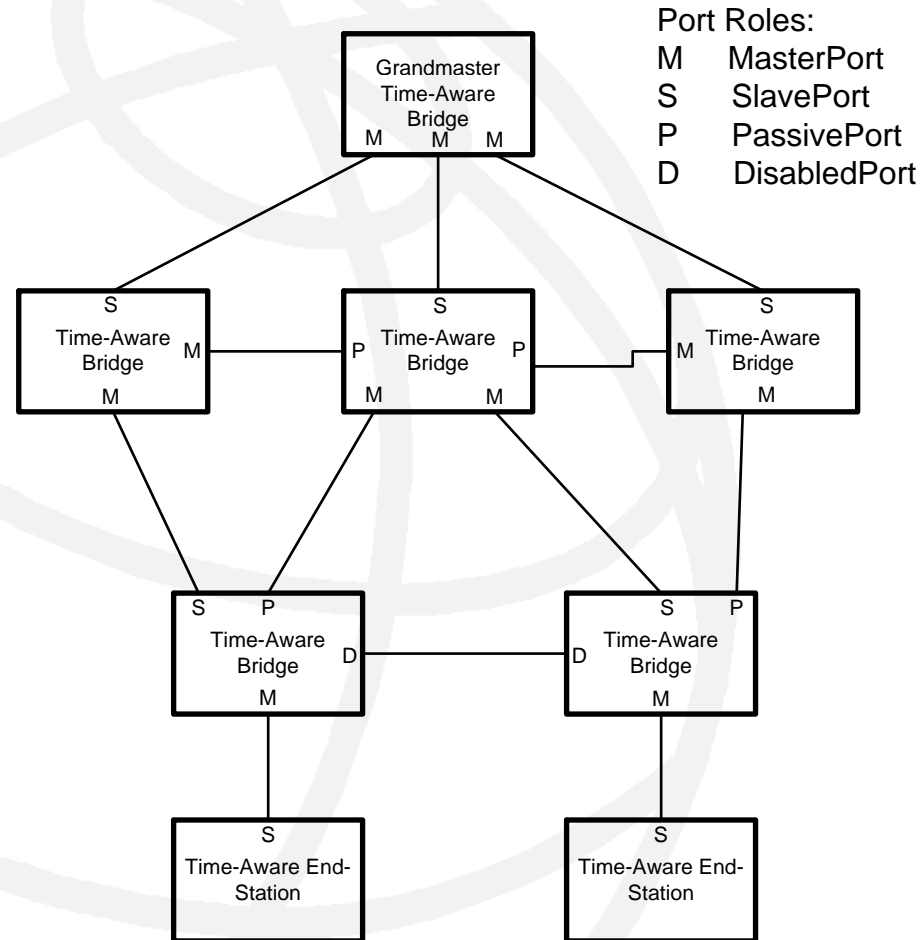 Port Roles:
M MasterPort
S SlavePort
P PassivePort
D DisabledPort
Grandmaster
Time-Aware
Bridge
M M M
S
Time-Aware
Bridge
M
M
S
P
Time-Aware
Bridge
P
M M
S
M
Time-Aware
Bridge
M
S P
Time-Aware
Bridge
D
M
S P
D
Time-Aware
Bridge
M
S
Time-Aware End-
Station
S
Time-Aware End-
Station